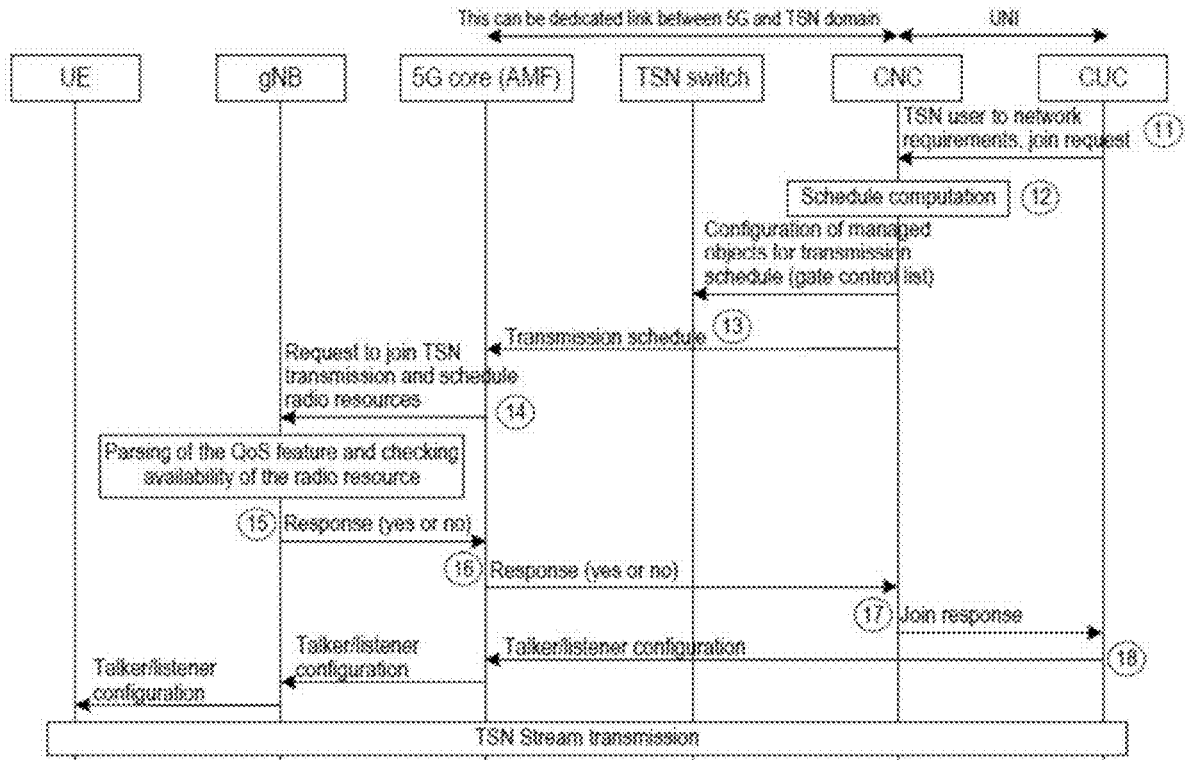 This can be dedicated link between 5G and TSN domain
UNI
UE
gNB
5G core (AMF)
TSN switch
CNC
CUC
TSN user to network
requirements, join request
11
Schedule computation
12
Configuration of managed
objects for transmission
schedule (gate control list)
13
Transmission schedule
Request to join TSN
transmission and schedule
radio resources
14
Parsing of the QoS feature and checking
availability of the radio resource
15
Response (yes or no)
16
Response (yes or no)
17
Join response
Talker/listener configuration
18
Talker/listener
configuration
Talker/listener
configuration
TSN Stream transmission